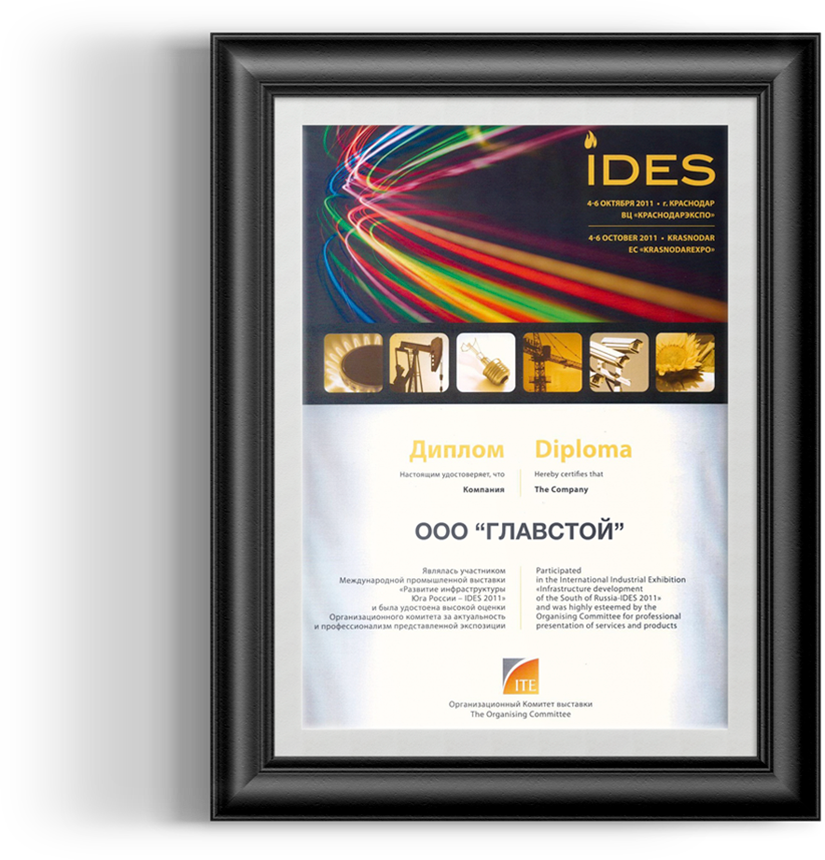 IDES
4-6 ОКТЯБРЯ 2011 • г. КРАСНОДАР
ВЦ «КРАСНОДАРЭКСПО»
4-6 OCTOBER 2011 • KRASNODAR
EC «KRASNODAREXPO»
Диплом
Настоящим удостоверяет, что
Компания
Diploma
Hereby certifies that
The Company
ООО “ГЛАВСТОЙ”
Являлась участником
Международной промышленной выставки
«Развитие инфраструктуры
Юга России – IDES 2011»
и была удостоена высокой оценки
Организационного комитета за актуальность
и профессионализм представленной экспозиции
Participated
in the International Industrial Exhibition
«Infrastructure development
of the South of Russia-IDES 2011»
and was highly esteemed by the
Organising Committee for professional
presentation of services and products
ITE
Организационный Комитет выставки
The Organising Committee